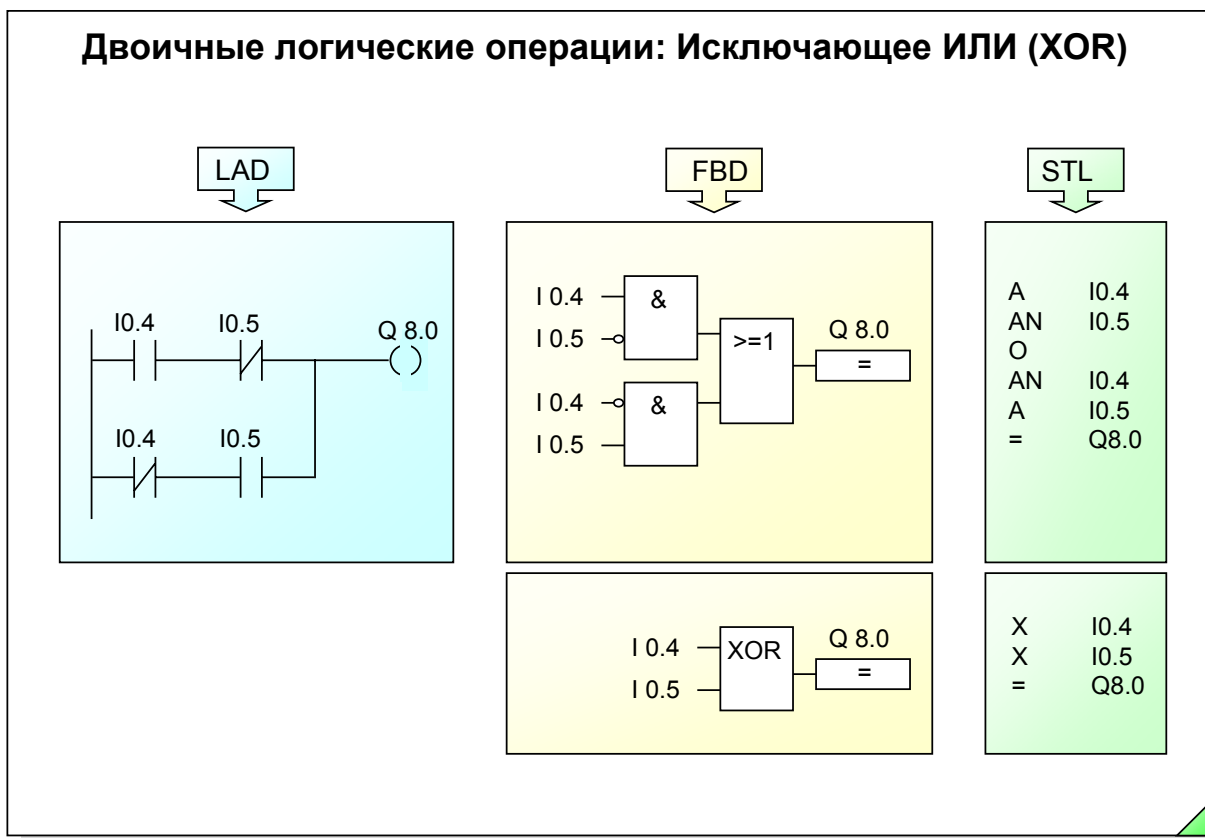 Двоичные логические операции: Исключающее ИЛИ (XOR)
LAD
I0.4 I0.5 Q 8.0
( )
I0.4 I0.5
FBD
I 0.4 &
I 0.5
>=1 Q 8.0
=
I 0.4 &
I 0.5
I 0.4 XOR Q 8.0
I 0.5 =
STL
A I0.4
AN I0.5
O
AN I0.4
A I0.5
= Q8.0
X I0.4
X I0.5
= Q8.0